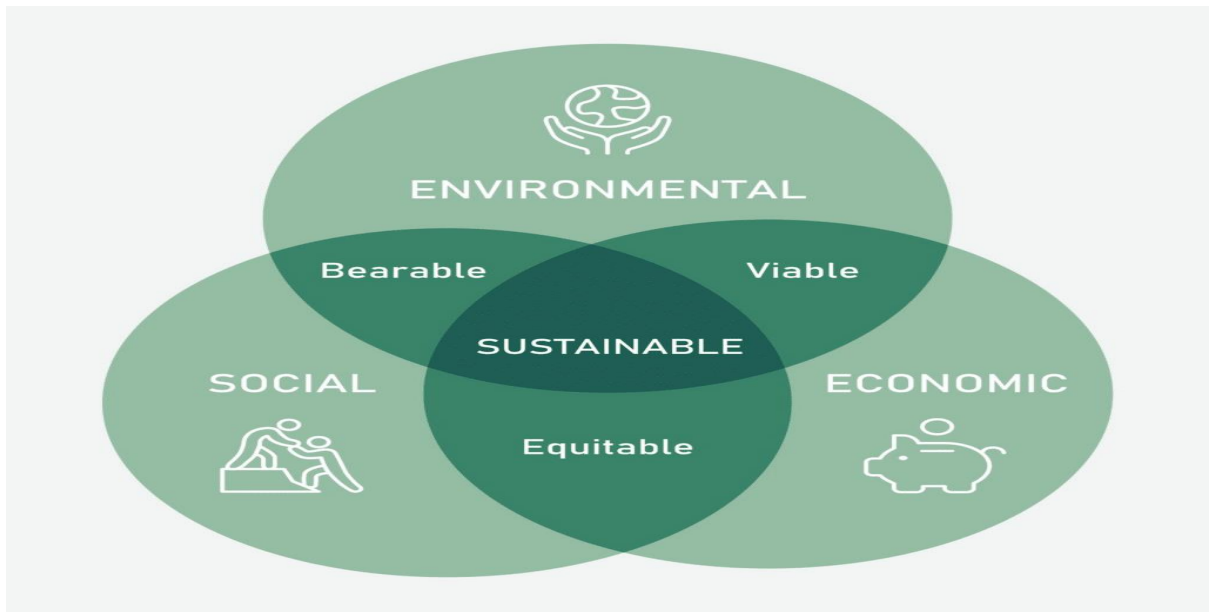 ENVIRONMENTAL
Bearable
Viable
SUSTAINABLE
SOCIAL
ECONOMIC
Equitable